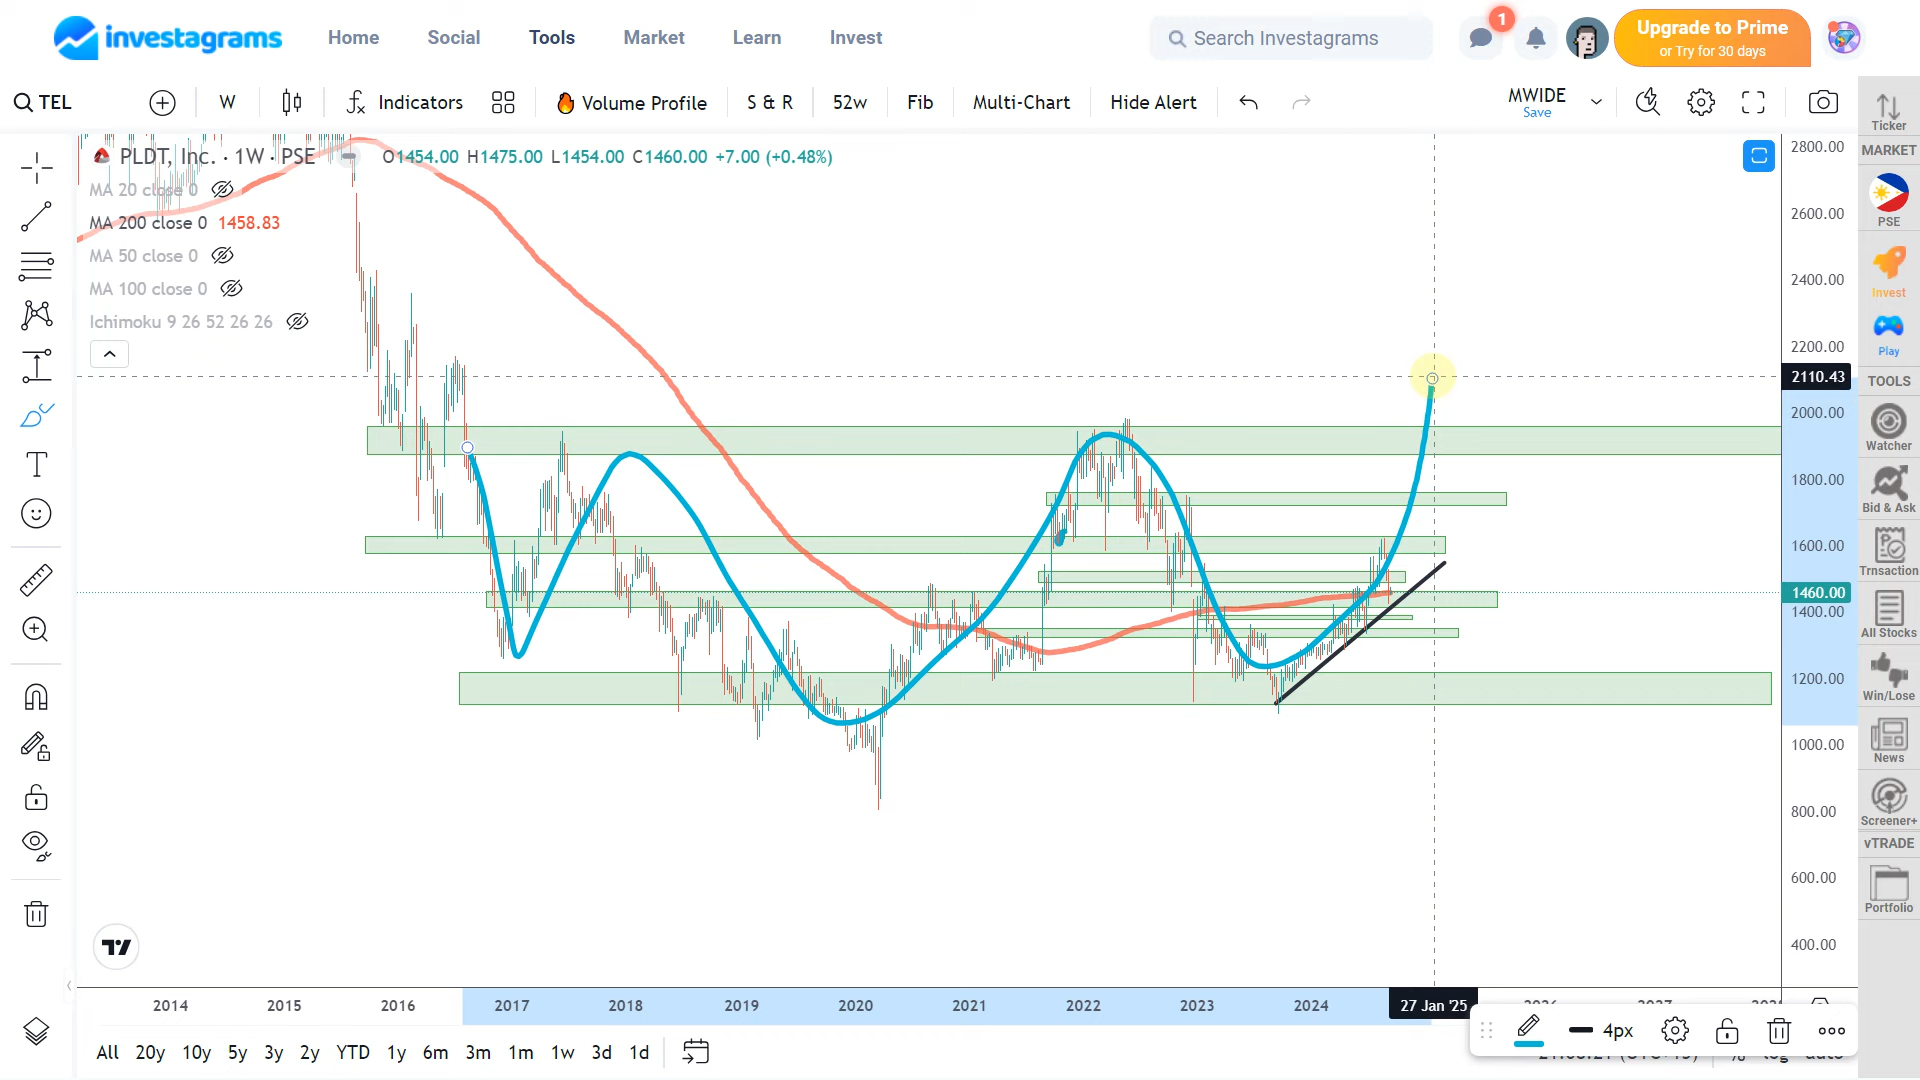 investagrams
Home
Social
Tools
Market
Learn
Invest
Search Investagrams
1
Upgrade to Prime
or Try for 30 days
TEL
W
Indicators
Volume Profile
S & R
52w
Fib
Multi-Chart
Hide Alert
MWIDE
Save
PLDT, Inc. · 1W · PSE
O1454.00 H1475.00 L1454.00 C1460.00 +7.00 (+0.48%)
MA 20 close 0
MA 200 close 0 1458.83
MA 50 close 0
MA 100 close 0
Ichimoku 9 26 52 26 26
2800.00
2600.00
2400.00
2200.00
2110.43
2000.00
1800.00
1600.00
1460.00
1400.00
1200.00
1000.00
800.00
600.00
400.00
2014
2015
2016
2017
2018
2019
2020
2021
2022
2023
2024
27 Jan '25
4px
All
20y
10y
5y
3y
2y
YTD
1y
6m
3m
1m
1w
3d
1d
Ticker
MARKET
PSE
Invest
Play
TOOLS
Watcher
Bid & Ask
Trnsaction
All Stocks
Win/Lose
News
Screener+
vTRADE
Portfolio